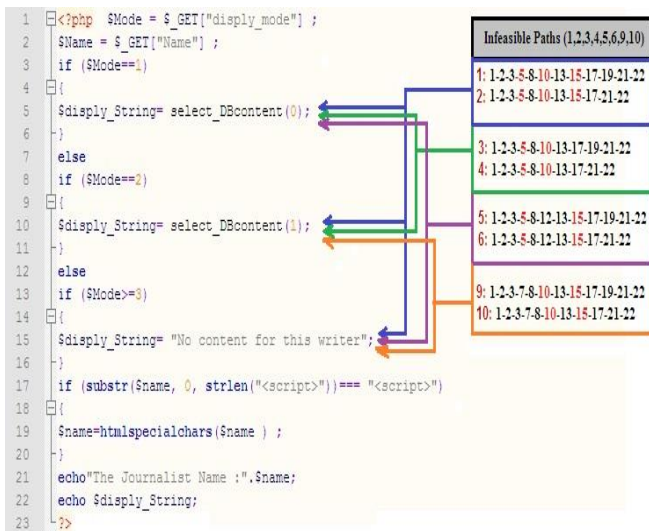 1 <?php $Mode = $_GET["disply_mode"] ;
2 $Name = $_GET["Name"] ;
3 if ($Mode==1)
4 {
5 $disply_String= select_DBcontent(0);
6 }
7 else
8 if ($Mode==2)
9 {
10 $disply_String= select_DBcontent(1);
11 }
12 else
13 if ($Mode>=3)
14 {
15 $disply_String= "No content for this writer";
16 }
17 if (substr($name, 0, strlen("<script>"))=== "<script>")
18 {
19 $name=htmlspecialchars($name ) ;
20 }
21 echo"The Journalist Name :".$name;
22 echo $disply_String;
23 ?>
Infeasible Paths (1,2,3,4,5,6,9,10)
1: 1-2-3-5-8-10-13-15-17-19-21-22
2: 1-2-3-5-8-10-13-15-17-21-22
3: 1-2-3-5-8-10-13-17-19-21-22
4: 1-2-3-5-8-10-13-17-21-22
5: 1-2-3-5-8-12-13-15-17-19-21-22
6: 1-2-3-5-8-12-13-15-17-21-22
9: 1-2-3-7-8-10-13-15-17-19-21-22
10: 1-2-3-7-8-10-13-15-17-21-22